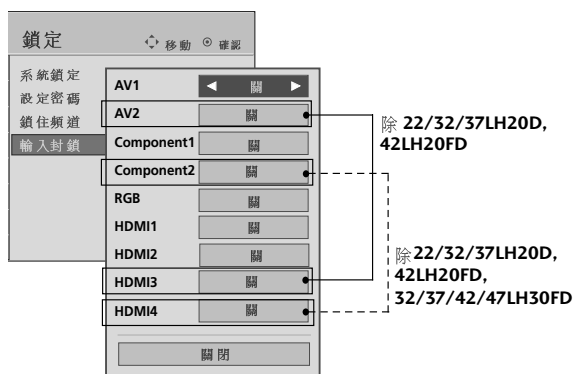 鎖定
移動 確認
系統鎖定
設定密碼
鎖住頻道
輸入封鎖
AV1 ◀ 關 ▶
AV2 關
Component1 關
Component2 關
RGB 關
HDMI1 關
HDMI2 關
HDMI3 關
HDMI4 關
關閉
除 22/32/37LH20D,
42LH20FD
除22/32/37LH20D,
42LH20FD,
32/37/42/47LH30FD